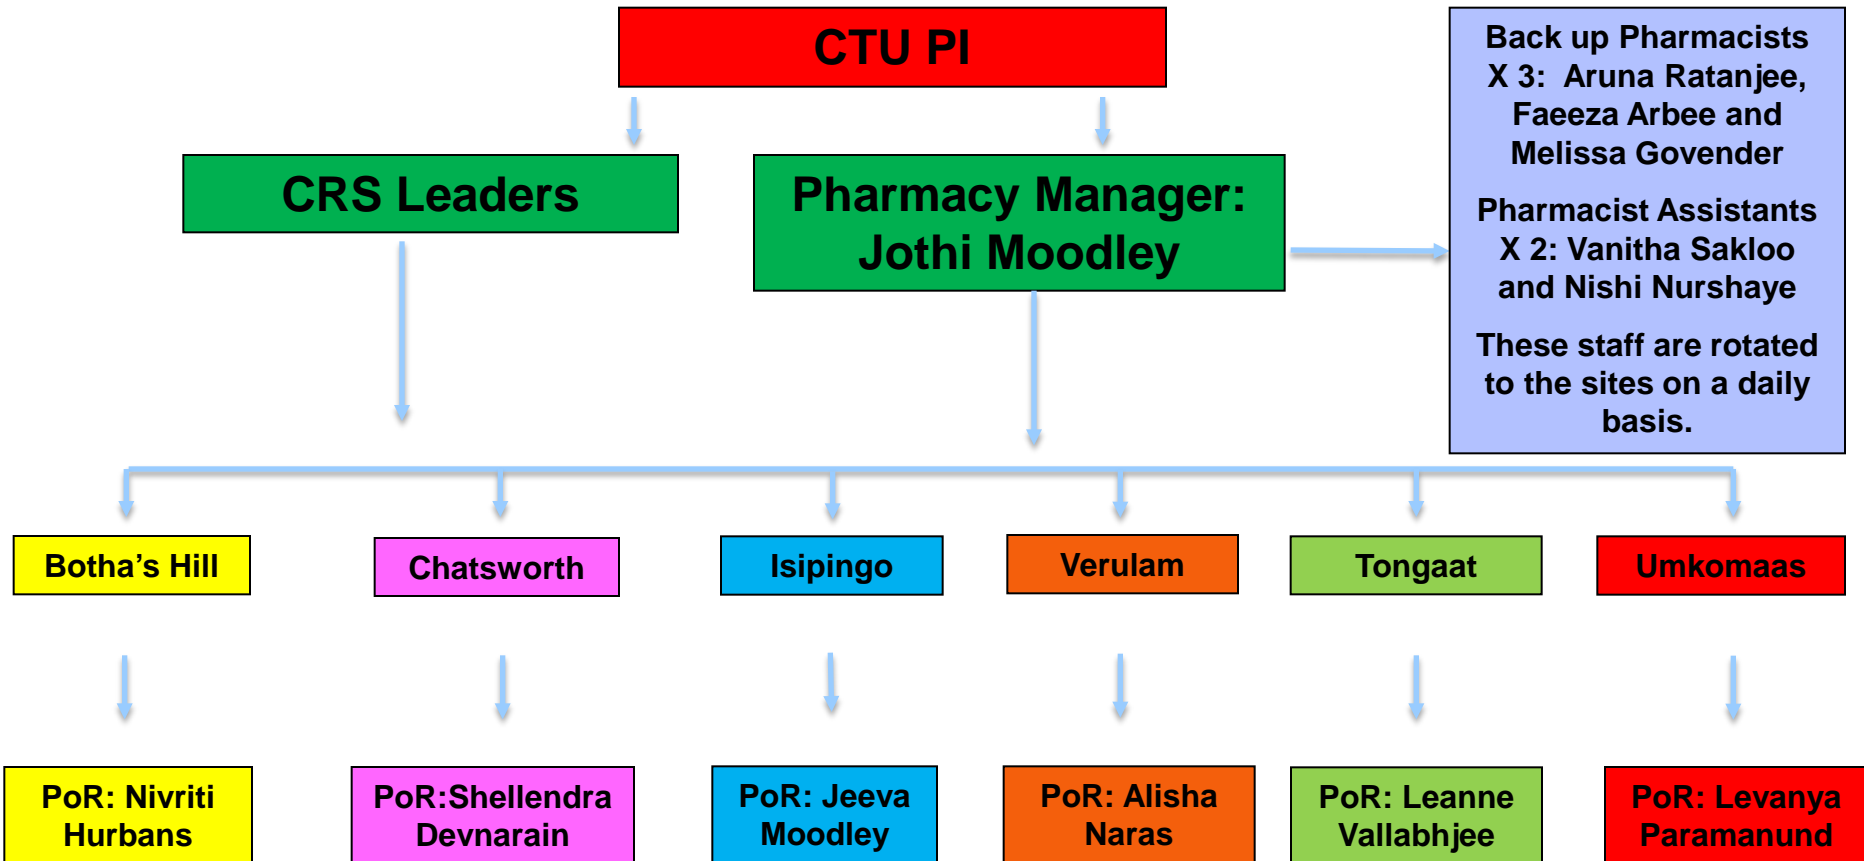 CTU PI
Back up Pharmacists
X 3:  Aruna Ratanjee,
Faeeza Arbee and
Melissa Govender
Pharmacist Assistants
X 2: Vanitha Sakloo
and Nishi Nurshaye
These staff are rotated
to the sites on a daily
basis.
CRS Leaders
Pharmacy Manager:
Jothi Moodley
Botha’s Hill
Chatsworth
Isipingo
Verulam
Tongaat
Umkomaas
PoR: Nivriti
Hurbans
PoR:Shellendra
Devnarain
PoR: Jeeva
Moodley
PoR: Alisha
Naras
PoR: Leanne
Vallabhjee
PoR: Levanya
Paramanund